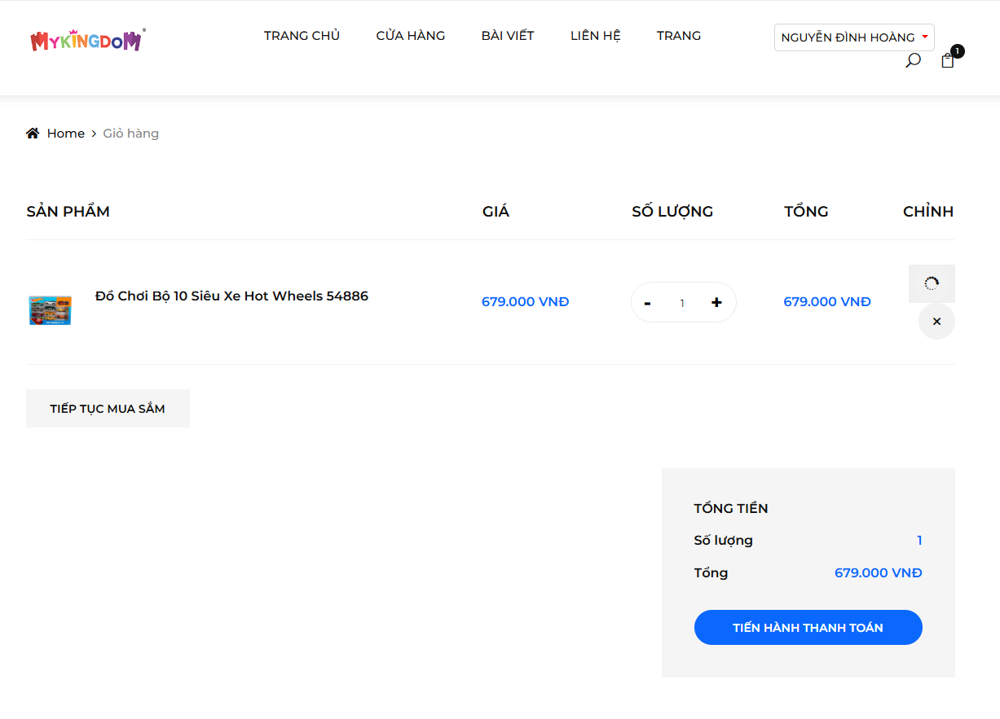 MYKINGDOM®
TRANG CHỦ CỬA HÀNG BÀI VIẾT LIÊN HỆ TRANG
NGUYỄN ĐÌNH HOÀNG
1
Home > Giỏ hàng
SẢN PHẨM GIÁ SỐ LƯỢNG TỔNG CHỈNH
Đồ Chơi Bộ 10 Siêu Xe Hot Wheels 54886 679.000 VNĐ - 1 + 679.000 VNĐ
×
TIẾP TỤC MUA SẮM
TỔNG TIỀN
Số lượng 1
Tổng 679.000 VNĐ
TIẾN HÀNH THANH TOÁN